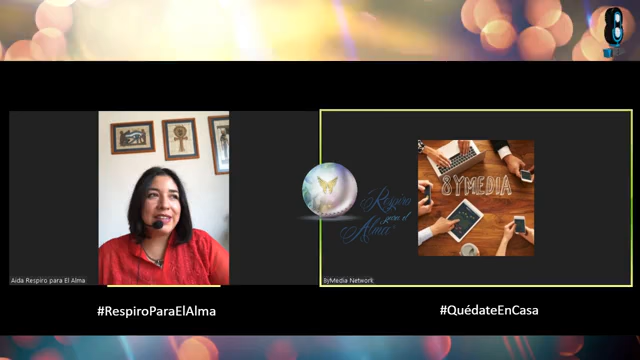 8YMEDIA
Respiro
para el
Alma
Aida Respiro para El Alma
8yMedia Network
#RespiroParaElAlma
#QuédateEnCasa